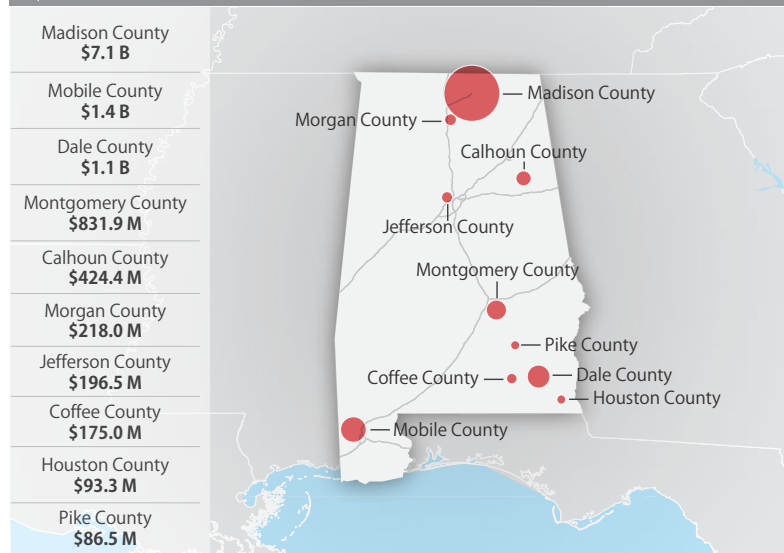 Madison County
$7.1 B
Mobile County
$1.4 B
Dale County
$1.1 B
Montgomery County
$831.9 M
Calhoun County
$424.4 M
Morgan County
$218.0 M
Jefferson County
$196.5 M
Coffee County
$175.0 M
Houston County
$93.3 M
Pike County
$86.5 M
Madison County
Morgan County
Calhoun County
Jefferson County
Montgomery County
Pike County
Coffee County
Dale County
Houston County
Mobile County